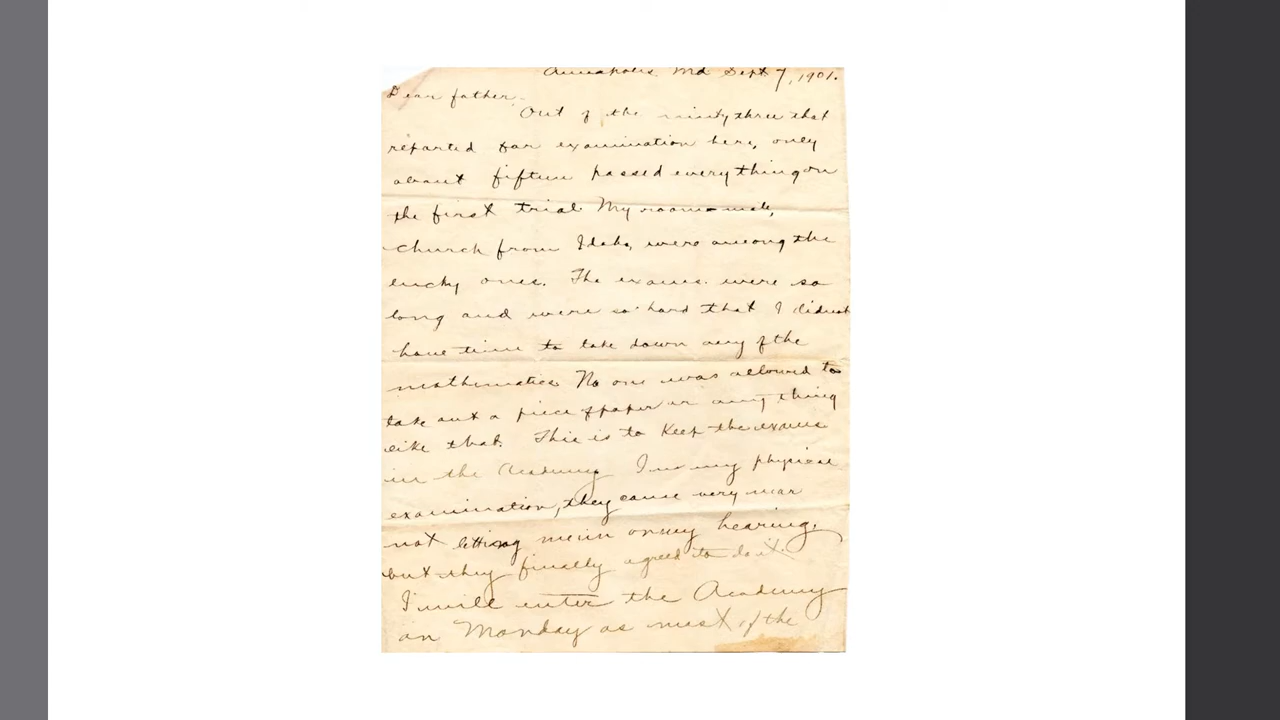 Annapolis, Md Sept 7, 1901.
Dear father.
Out of the ninety three that
reported for examination here, only
about fifteen passed everything on
the first trial. My room-mate,
church from Idaho, were among the
lucky ones. The exams. were so
long and were so hard that I didn't
have time to take down any of the
mathematics. No one was allowed to
take out a piece of paper or any thing
like that. This is to keep the exams
in the Academy. In my physical
examination, they came very near
not letting me in on my hearing.
but they finally agreed to do it.
I will enter the Academy
on Monday as most of the